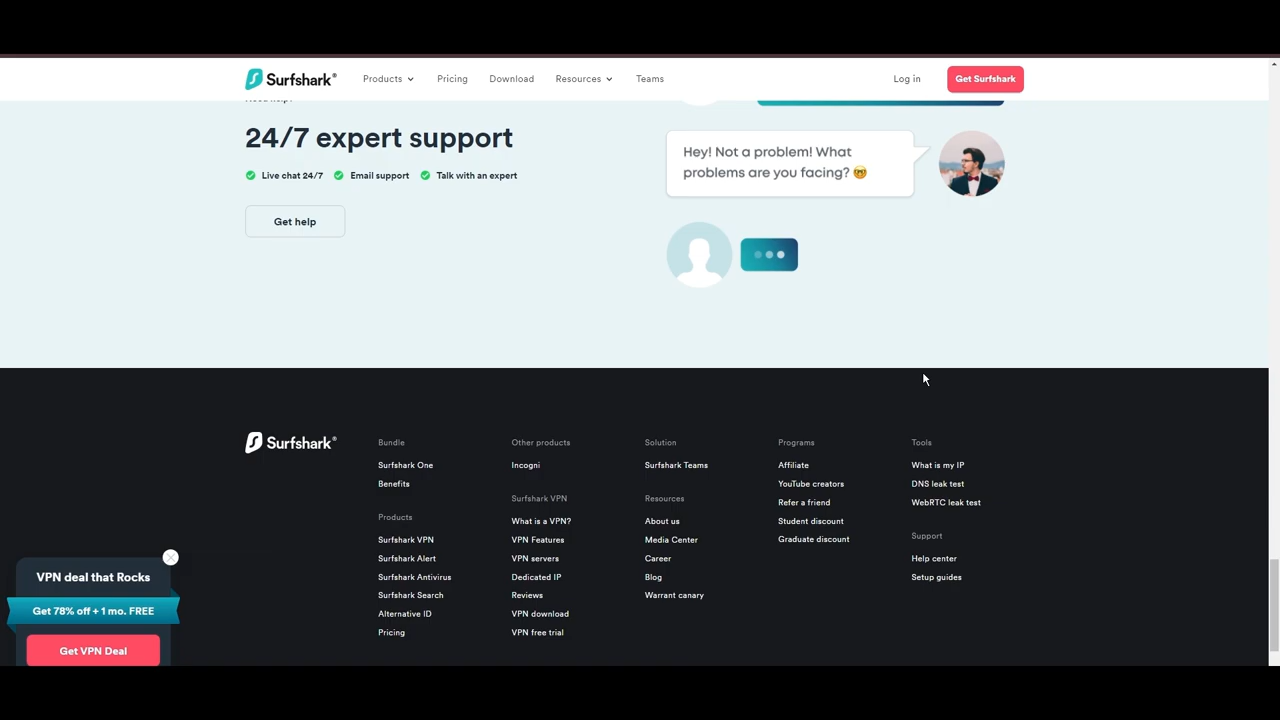 Surfshark®
Products
Pricing
Download
Resources
Teams
Log in
Get Surfshark
Need help?
24/7 expert support
Live chat 24/7
Email support
Talk with an expert
Get help
Hey! Not a problem! What
problems are you facing? 🤓
Surfshark®
Bundle
Surfshark One
Benefits
Products
Surfshark VPN
Surfshark Alert
Surfshark Antivirus
Surfshark Search
Alternative ID
Pricing
Other products
Incogni
Surfshark VPN
What is a VPN?
VPN Features
VPN servers
Dedicated IP
Reviews
VPN download
VPN free trial
Solution
Surfshark Teams
Resources
About us
Media Center
Career
Blog
Warrant canary
Programs
Affiliate
YouTube creators
Refer a friend
Student discount
Graduate discount
Tools
What is my IP
DNS leak test
WebRTC leak test
Support
Help center
Setup guides
VPN deal that Rocks
Get 78% off + 1 mo. FREE
Get VPN Deal